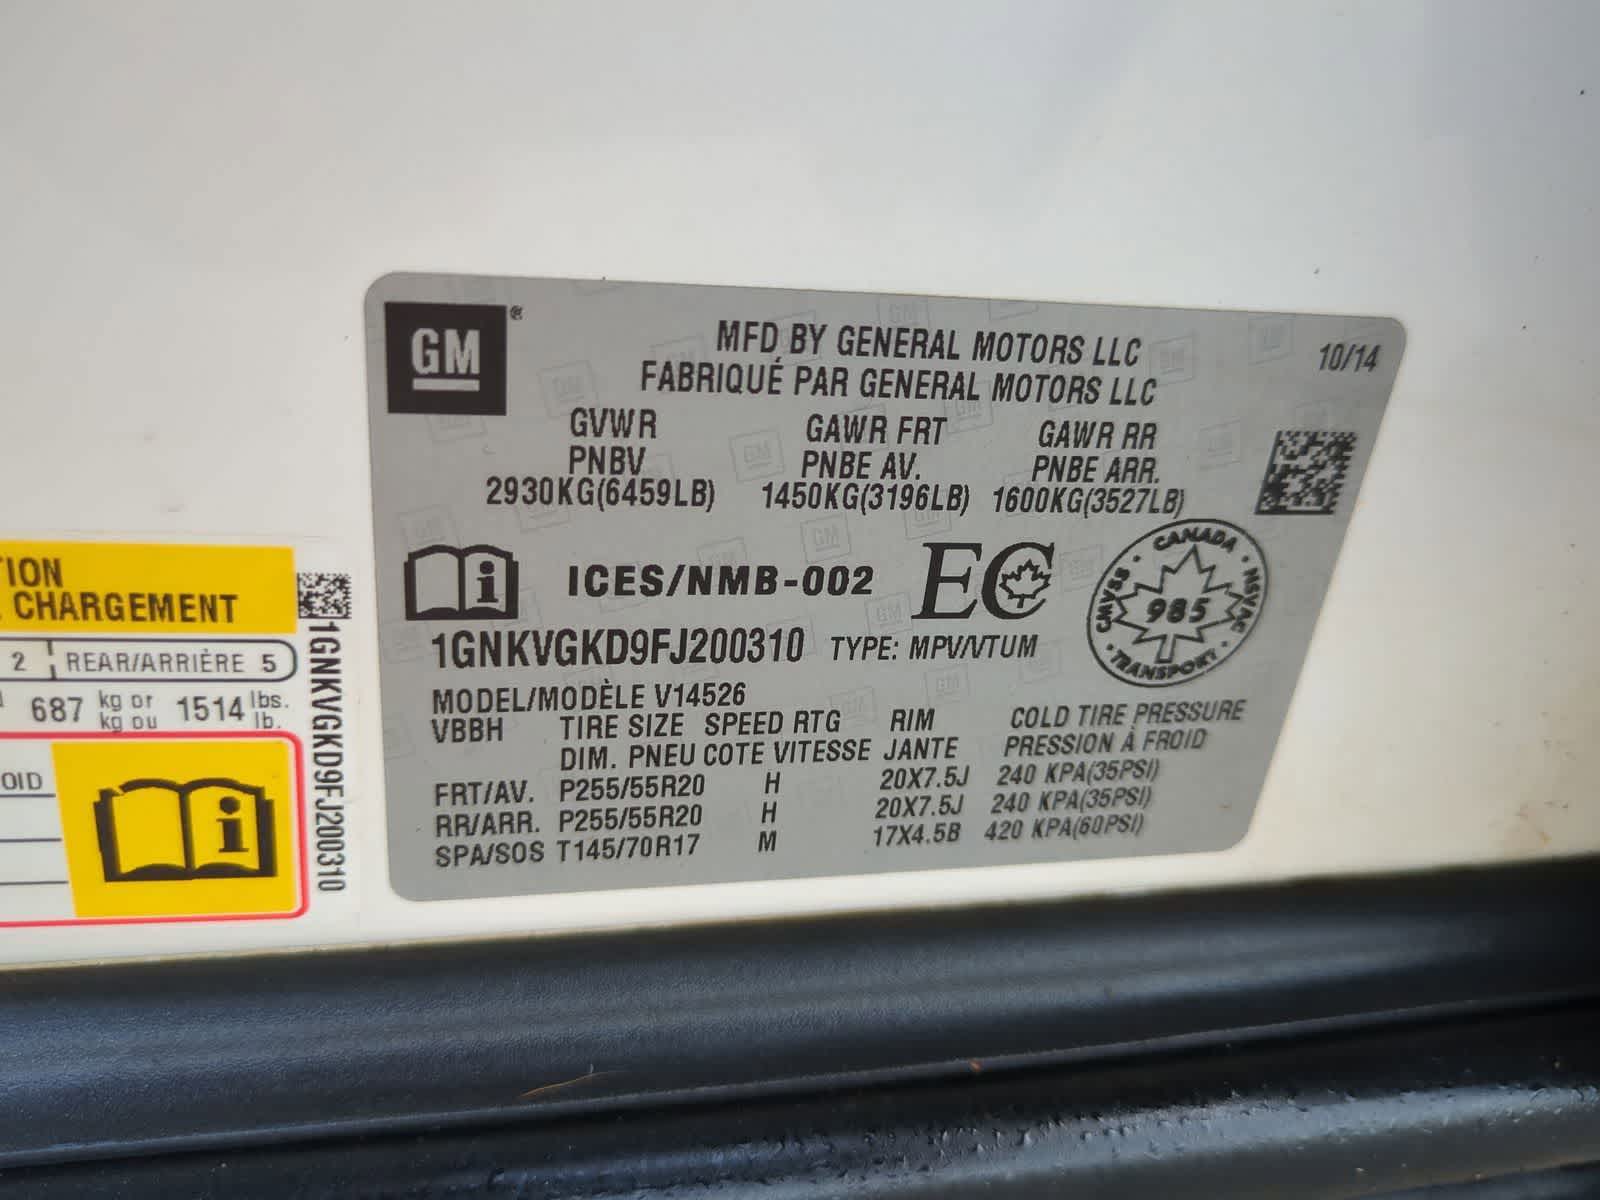 GM®
MFD BY GENERAL MOTORS LLC
10/14
FABRIQUÉ PAR GENERAL MOTORS LLC
GVWR GAWR FRT GAWR RR
PNBV PNBE AV. PNBE ARR.
2930KG(6459LB) 1450KG(3196LB) 1600KG(3527LB)
i ICES/NMB-002 EC
CANADA · NSVAC · TRANSPORT · CMVSS ·
985
1GNKVGKD9FJ200310 TYPE: MPV/VTUM
MODEL/MODÈLE V14526
VBBH TIRE SIZE SPEED RTG RIM COLD TIRE PRESSURE
DIM. PNEU COTE VITESSE JANTE PRESSION À FROID
FRT/AV. P255/55R20 H 20X7.5J 240 KPA(35PSI)
RR/ARR. P255/55R20 H 20X7.5J 240 KPA(35PSI)
SPA/SOS T145/70R17 M 17X4.5B 420 KPA(60PSI)
TION
CHARGEMENT
2 REAR/ARRIÈRE 5
687 kg or 1514 lbs.
kg ou lb.
OID
i
1GNKVGKD9FJ200310